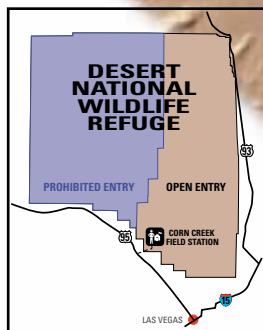 DESERT
NATIONAL
WILDLIFE
REFUGE
93
PROHIBITED ENTRY
OPEN ENTRY
95
CORN CREEK
FIELD STATION
15
LAS VEGAS